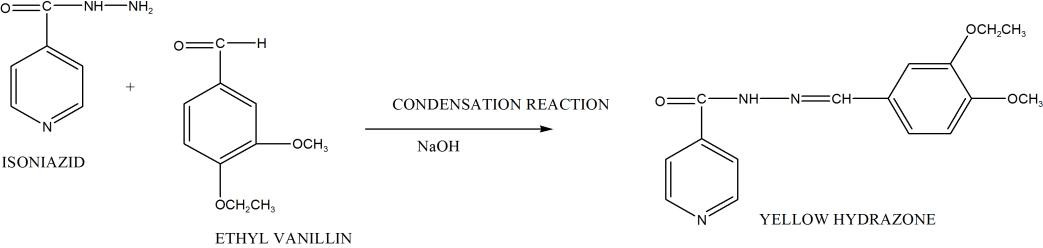 O C NH NH₂
N
ISONIAZID
+
O C H
OCH₃
OCH₂CH₃
ETHYL VANILLIN
CONDENSATION REACTION
NaOH
OCH₂CH₃
O C NH N CH OCH₃
N
YELLOW HYDRAZONE